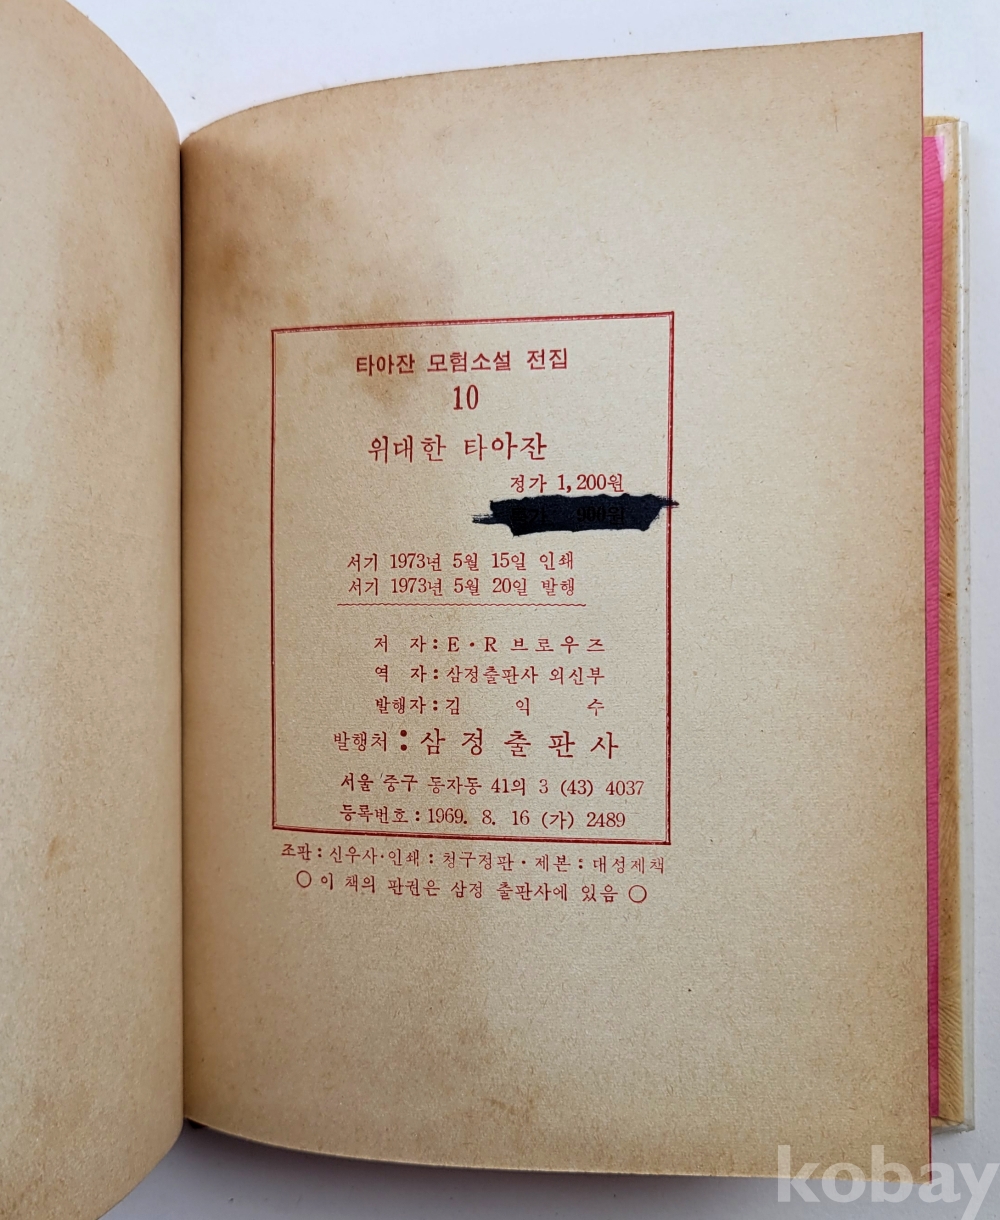 타아잔 모험소설 전집
10
위대한 타아잔
정가 1,200원
900원
서기 1973년 5월 15일 인쇄
서기 1973년 5월 20일 발행
저 자 : E · R 브로우즈
역 자 : 삼정출판사 외신부
발행자 : 김 익 수
발행처 : 삼정출판사
서울 중구 동자동 41의 3 (43) 4037
등록번호 : 1969. 8. 16 (가) 2489
조판 : 신우사 · 인쇄 : 청구정판 · 제본 : 대성제책
○ 이 책의 판권은 삼정 출판사에 있음 ○
kobay